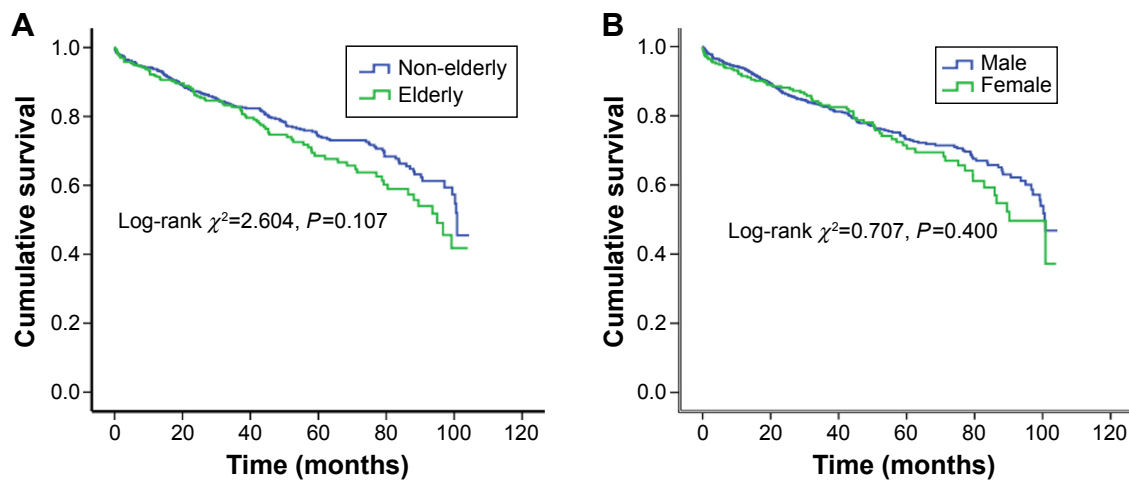 A
1.0
0.8
0.6
0.4
0.2
0.0
Cumulative survival
Non-elderly
Elderly
Log-rank χ²=2.604, P=0.107
0 20 40 60 80 100 120
Time (months)
B
1.0
0.8
0.6
0.4
0.2
0.0
Cumulative survival
Male
Female
Log-rank χ²=0.707, P=0.400
0 20 40 60 80 100 120
Time (months)